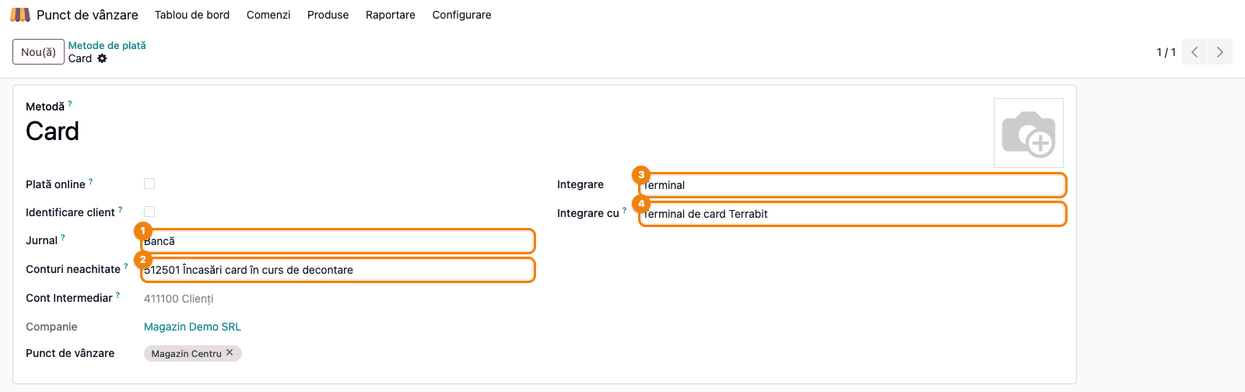 Punct de vânzare Tablou de bord Comenzi Produse Raportare Configurare
Nou(ă)
Metode de plată
Card
1 / 1
Metodă ?
Card
Plată online ?
Identificare client ?
Jurnal ? 1 Bancă
Conturi neachitate ? 2 512501 Încasări card în curs de decontare
Cont Intermediar ? 411100 Clienți
Companie Magazin Demo SRL
Punct de vânzare Magazin Centru ✕
Integrare 3 Terminal
Integrare cu ? 4 Terminal de card Terrabit